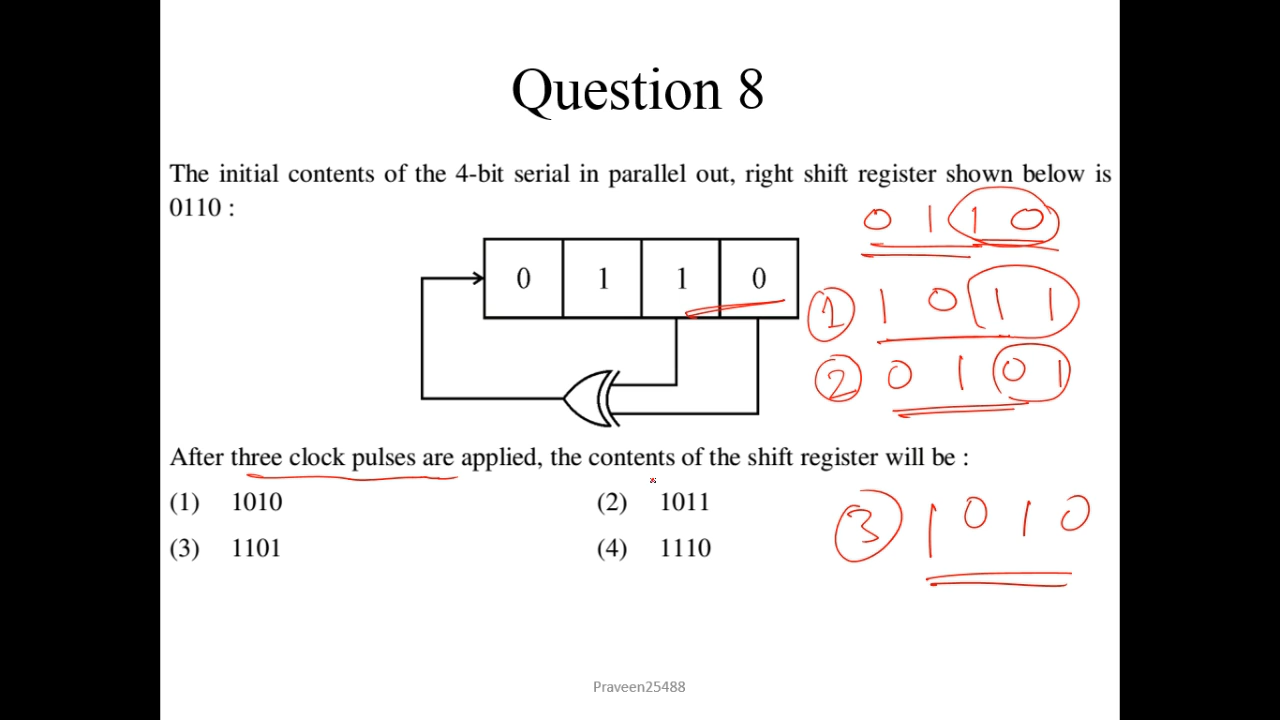 Question 8
The initial contents of the 4-bit serial in parallel out, right shift register shown below is
0110 :
0 1 1 0
0 1 1 0
1 1 0 1 1
2 0 1 0 1
After three clock pulses are applied, the contents of the shift register will be :
(1) 1010 (2) 1011
(3) 1101 (4) 1110
3 1 0 1 0
Praveen25488